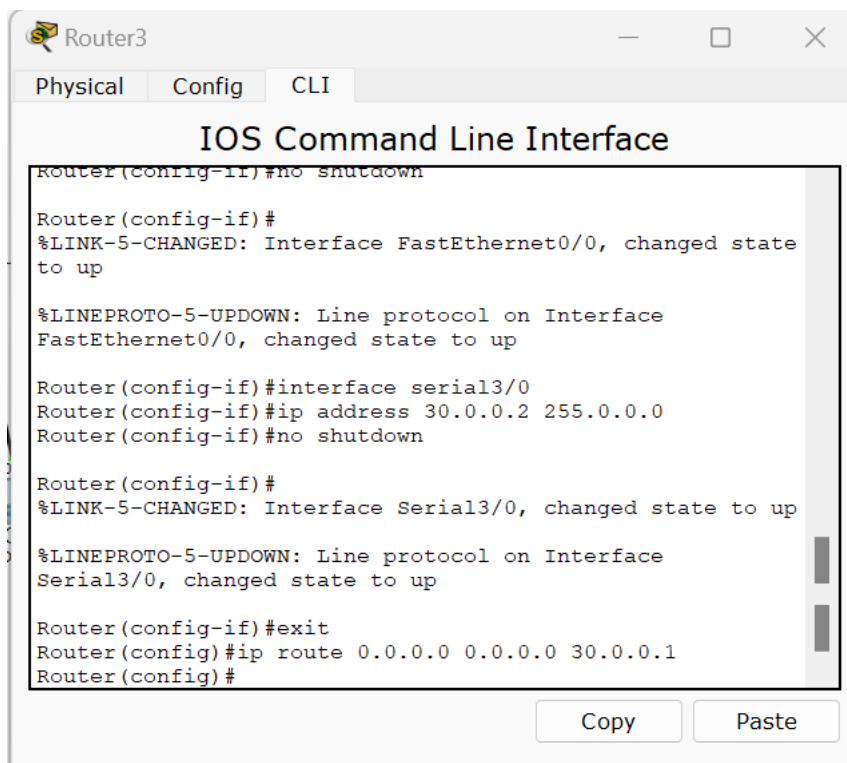 Router3
Physical Config CLI
IOS Command Line Interface
Router(config-if)#no shutdown
Router(config-if)#
%LINK-5-CHANGED: Interface FastEthernet0/0, changed state
to up
%LINEPROTO-5-UPDOWN: Line protocol on Interface
FastEthernet0/0, changed state to up
Router(config-if)#interface serial3/0
Router(config-if)#ip address 30.0.0.2 255.0.0.0
Router(config-if)#no shutdown
Router(config-if)#
%LINK-5-CHANGED: Interface Serial3/0, changed state to up
%LINEPROTO-5-UPDOWN: Line protocol on Interface
Serial3/0, changed state to up
Router(config-if)#exit
Router(config)#ip route 0.0.0.0 0.0.0.0 30.0.0.1
Router(config)#
Copy Paste